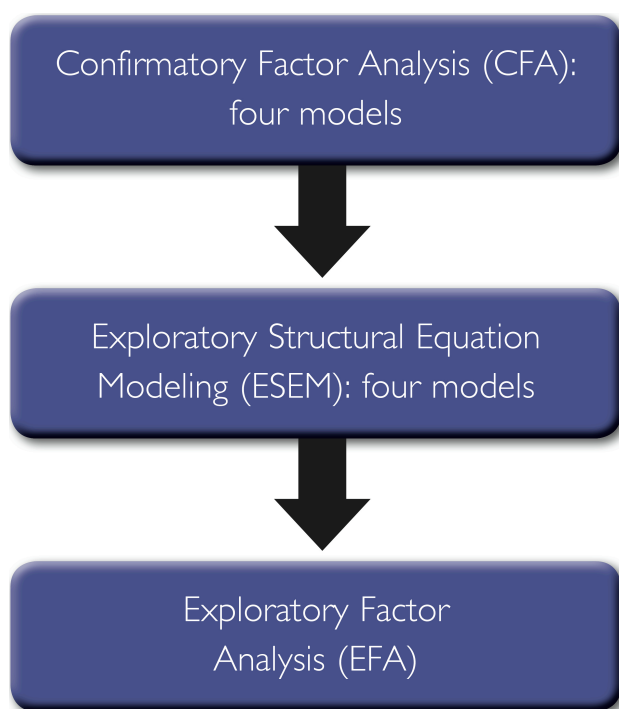 Confirmatory Factor Analysis (CFA):
four models
Exploratory Structural Equation
Modeling (ESEM): four models
Exploratory Factor
Analysis (EFA)